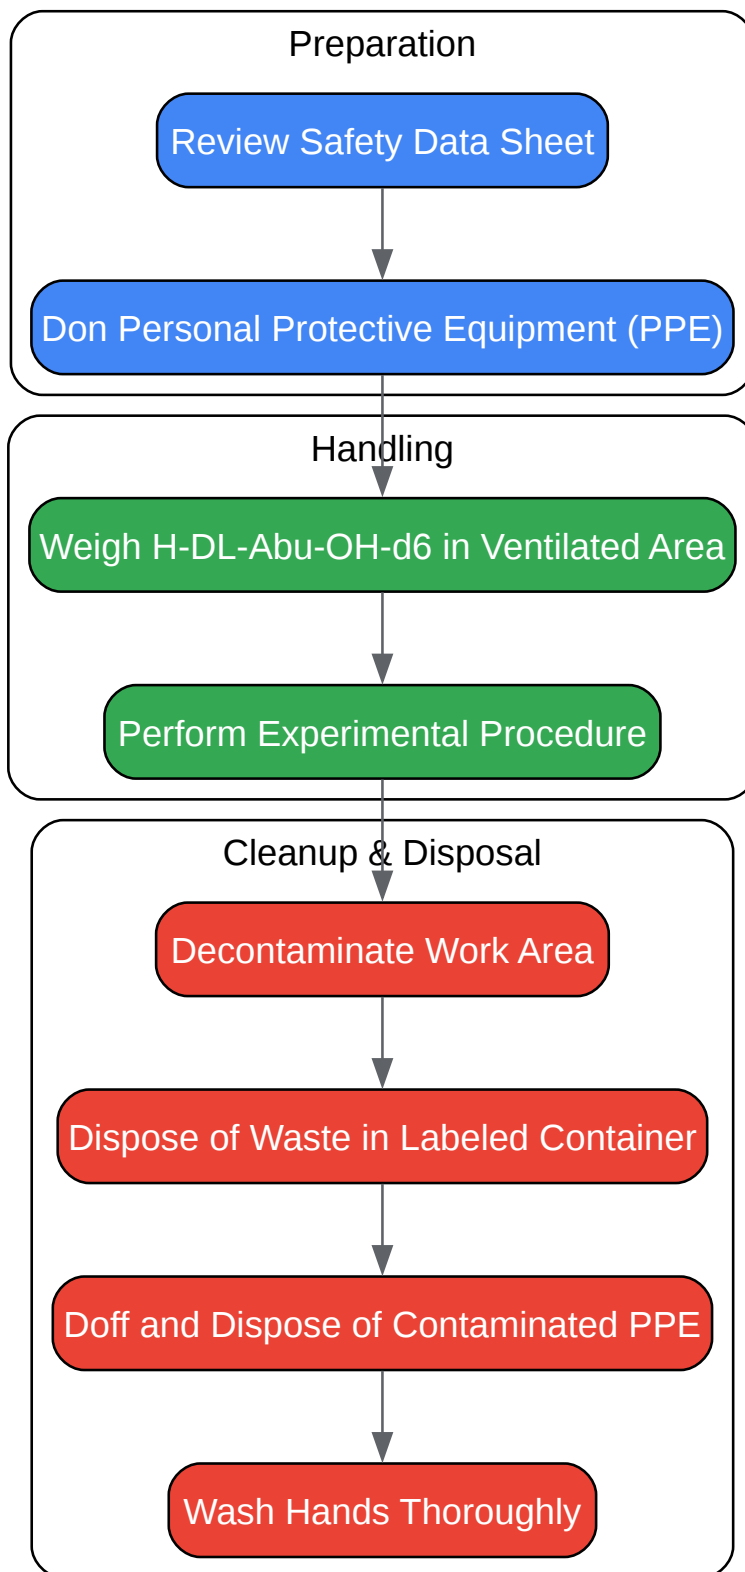 Preparation
Review Safety Data Sheet
Don Personal Protective Equipment (PPE)
Handling
Weigh H-DL-Abu-OH-d6 in Ventilated Area
Perform Experimental Procedure
Cleanup & Disposal
Decontaminate Work Area
Dispose of Waste in Labeled Container
Doff and Dispose of Contaminated PPE
Wash Hands Thoroughly